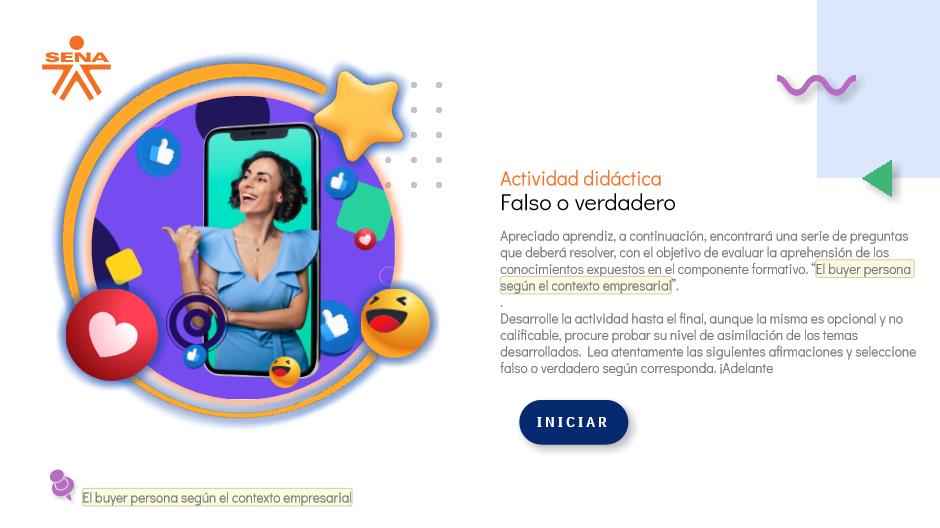 SENA
Actividad didáctica
Falso o verdadero
Apreciado aprendiz, a continuación, encontrará una serie de preguntas
que deberá resolver, con el objetivo de evaluar la aprehensión de los
conocimientos expuestos en el componente formativo. “El buyer persona
según el contexto empresarial”.
.
Desarrolle la actividad hasta el final, aunque la misma es opcional y no
calificable, procure probar su nivel de asimilación de los temas
desarrollados. Lea atentamente las siguientes afirmaciones y seleccione
falso o verdadero según corresponda. ¡Adelante
INICIAR
El buyer persona según el contexto empresarial